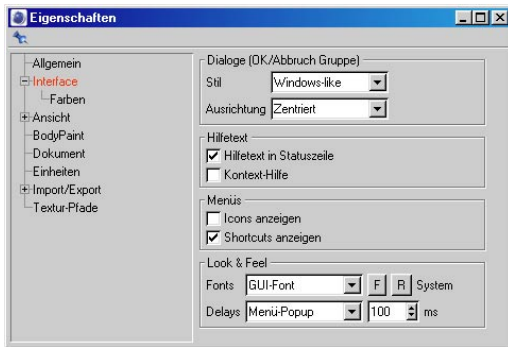 Eigenschaften
Allgemein
Interface
Farben
Ansicht
BodyPaint
Dokument
Einheiten
Import/Export
Textur-Pfade
Dialoge (OK/Abbruch Gruppe)
Stil Windows-like
Ausrichtung Zentriert
Hilfetext
Hilfetext in Statuszeile
Kontext-Hilfe
Menüs
Icons anzeigen
Shortcuts anzeigen
Look & Feel
Fonts GUI-Font F R System
Delays Menü-Popup 100 ms